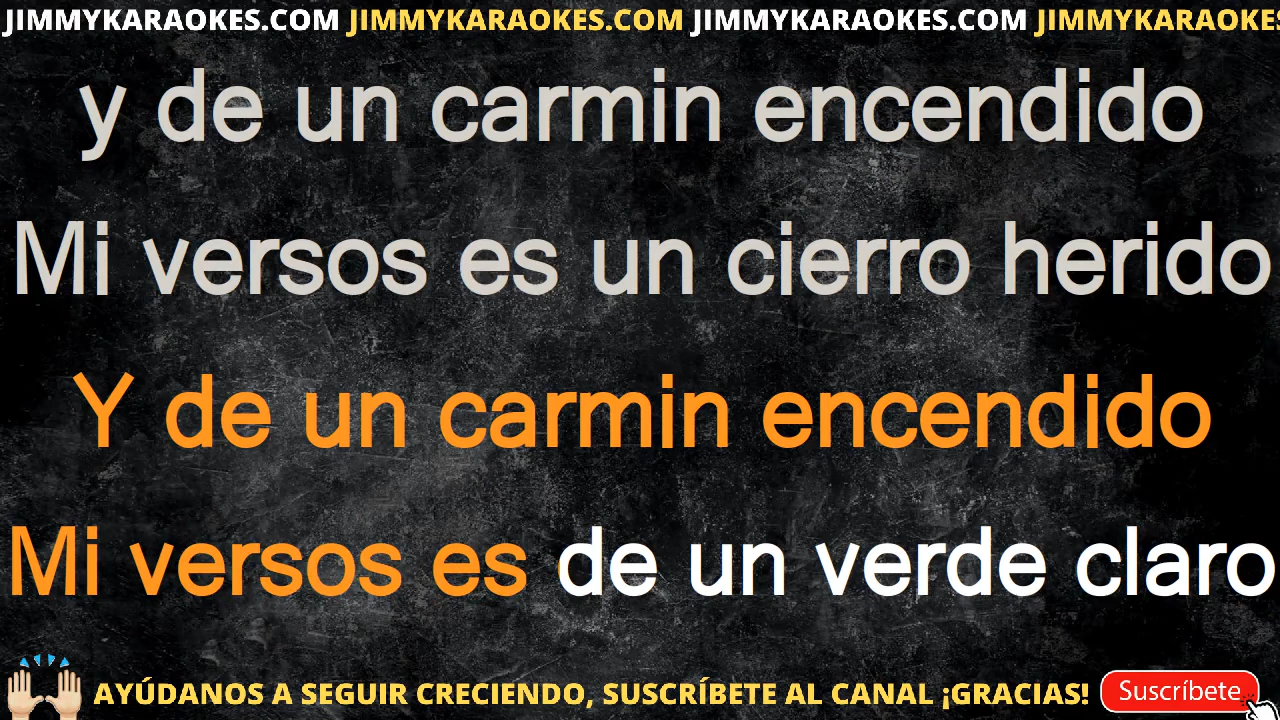 JIMMYKARAOKES.COM JIMMYKARAOKES.COM JIMMYKARAOKES.COM JIMMYKARAOKES
y de un carmin encendido
Mi versos es un cierro herido
Y de un carmin encendido
Mi versos es de un verde claro
AYÚDANOS A SEGUIR CRECIENDO, SUSCRÍBETE AL CANAL ¡GRACIAS! Suscríbete